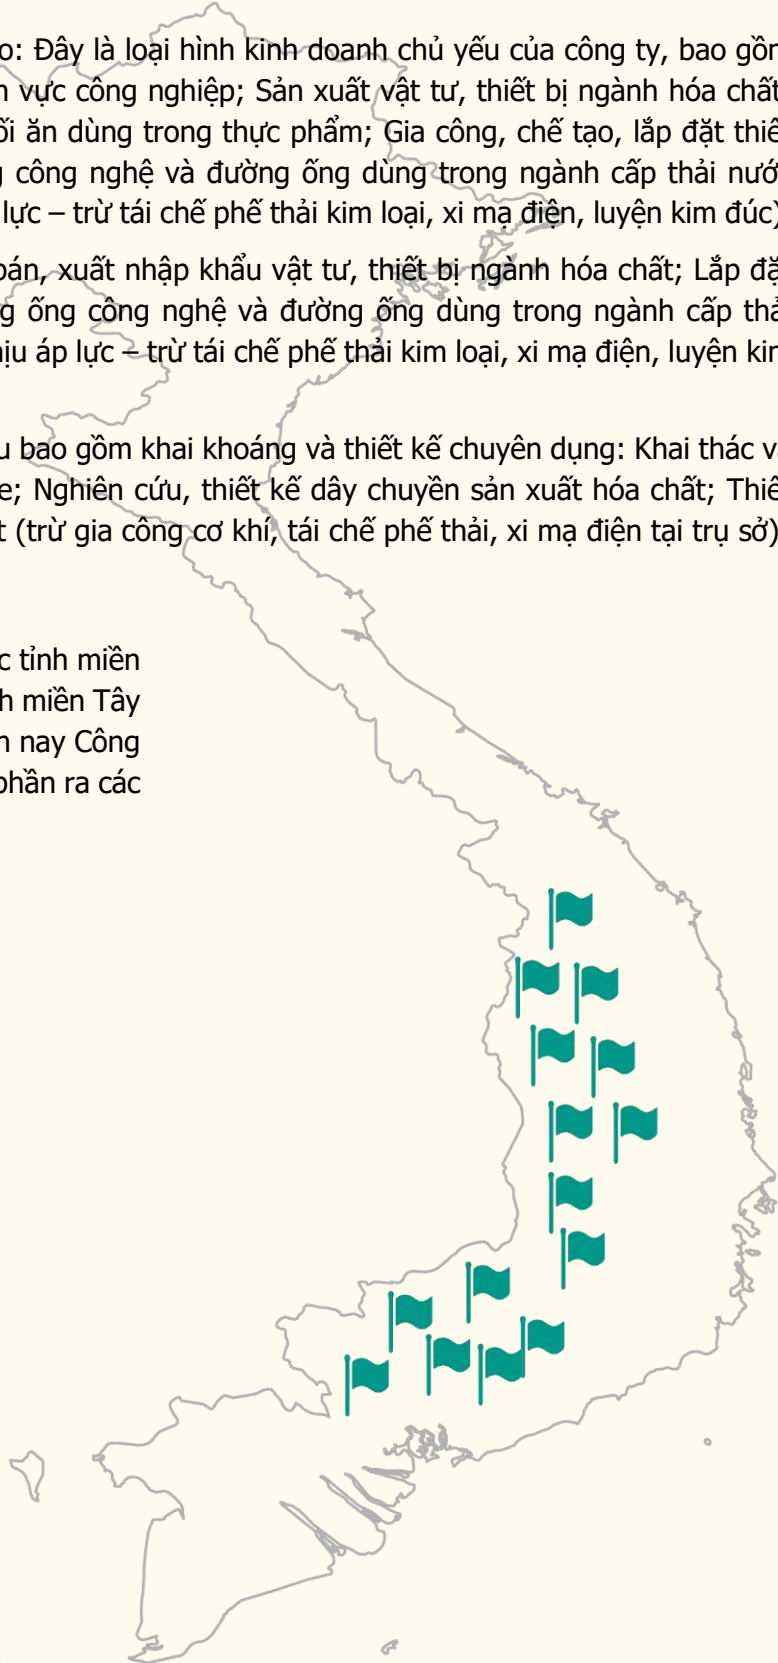 o: Đây là loại hình kinh doanh chủ yếu của công ty, bao gồm
vực công nghiệp; Sản xuất vật tư, thiết bị ngành hóa chất
ối ăn dùng trong thực phẩm; Gia công, chế tạo, lắp đặt thiế
công nghệ và đường ống dùng trong ngành cấp thải nướ
lực – trừ tái chế phế thải kim loại, xi mạ điện, luyện kim đúc)
bán, xuất nhập khẩu vật tư, thiết bị ngành hóa chất; Lắp đặ
g ống công nghệ và đường ống dùng trong ngành cấp thả
hịu áp lực – trừ tái chế phế thải kim loại, xi mạ điện, luyện kim
u bao gồm khai khoáng và thiết kế chuyên dụng: Khai thác và
e; Nghiên cứu, thiết kế dây chuyền sản xuất hóa chất; Thiế
t (trừ gia công cơ khí, tái chế phế thải, xi mạ điện tại trụ sở)
c tỉnh miền
h miền Tây
n nay Công
phần ra các